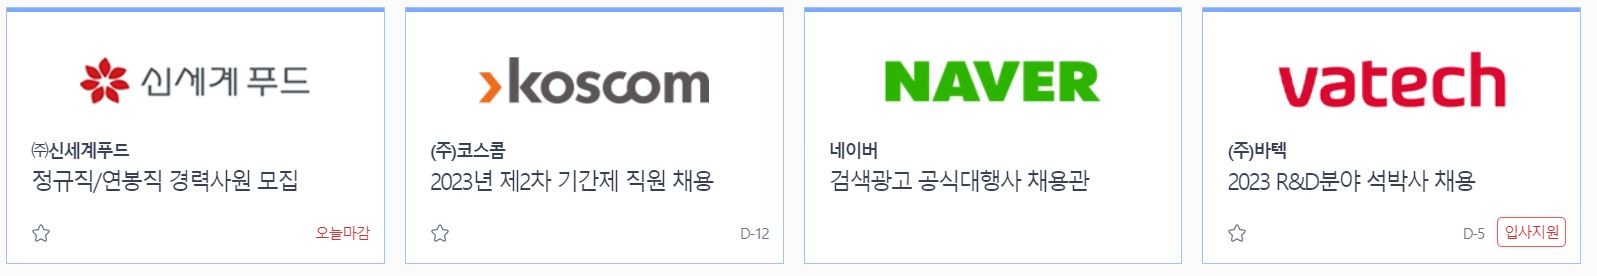 신세계푸드
㈜신세계푸드
정규직/연봉직 경력사원 모집
오늘마감
koscom
(주)코스콤
2023년 제2차 기간제 직원 채용
D-12
NAVER
네이버
검색광고 공식대행사 채용관
vatech
(주)바텍
2023 R&D분야 석박사 채용
D-5 입사지원